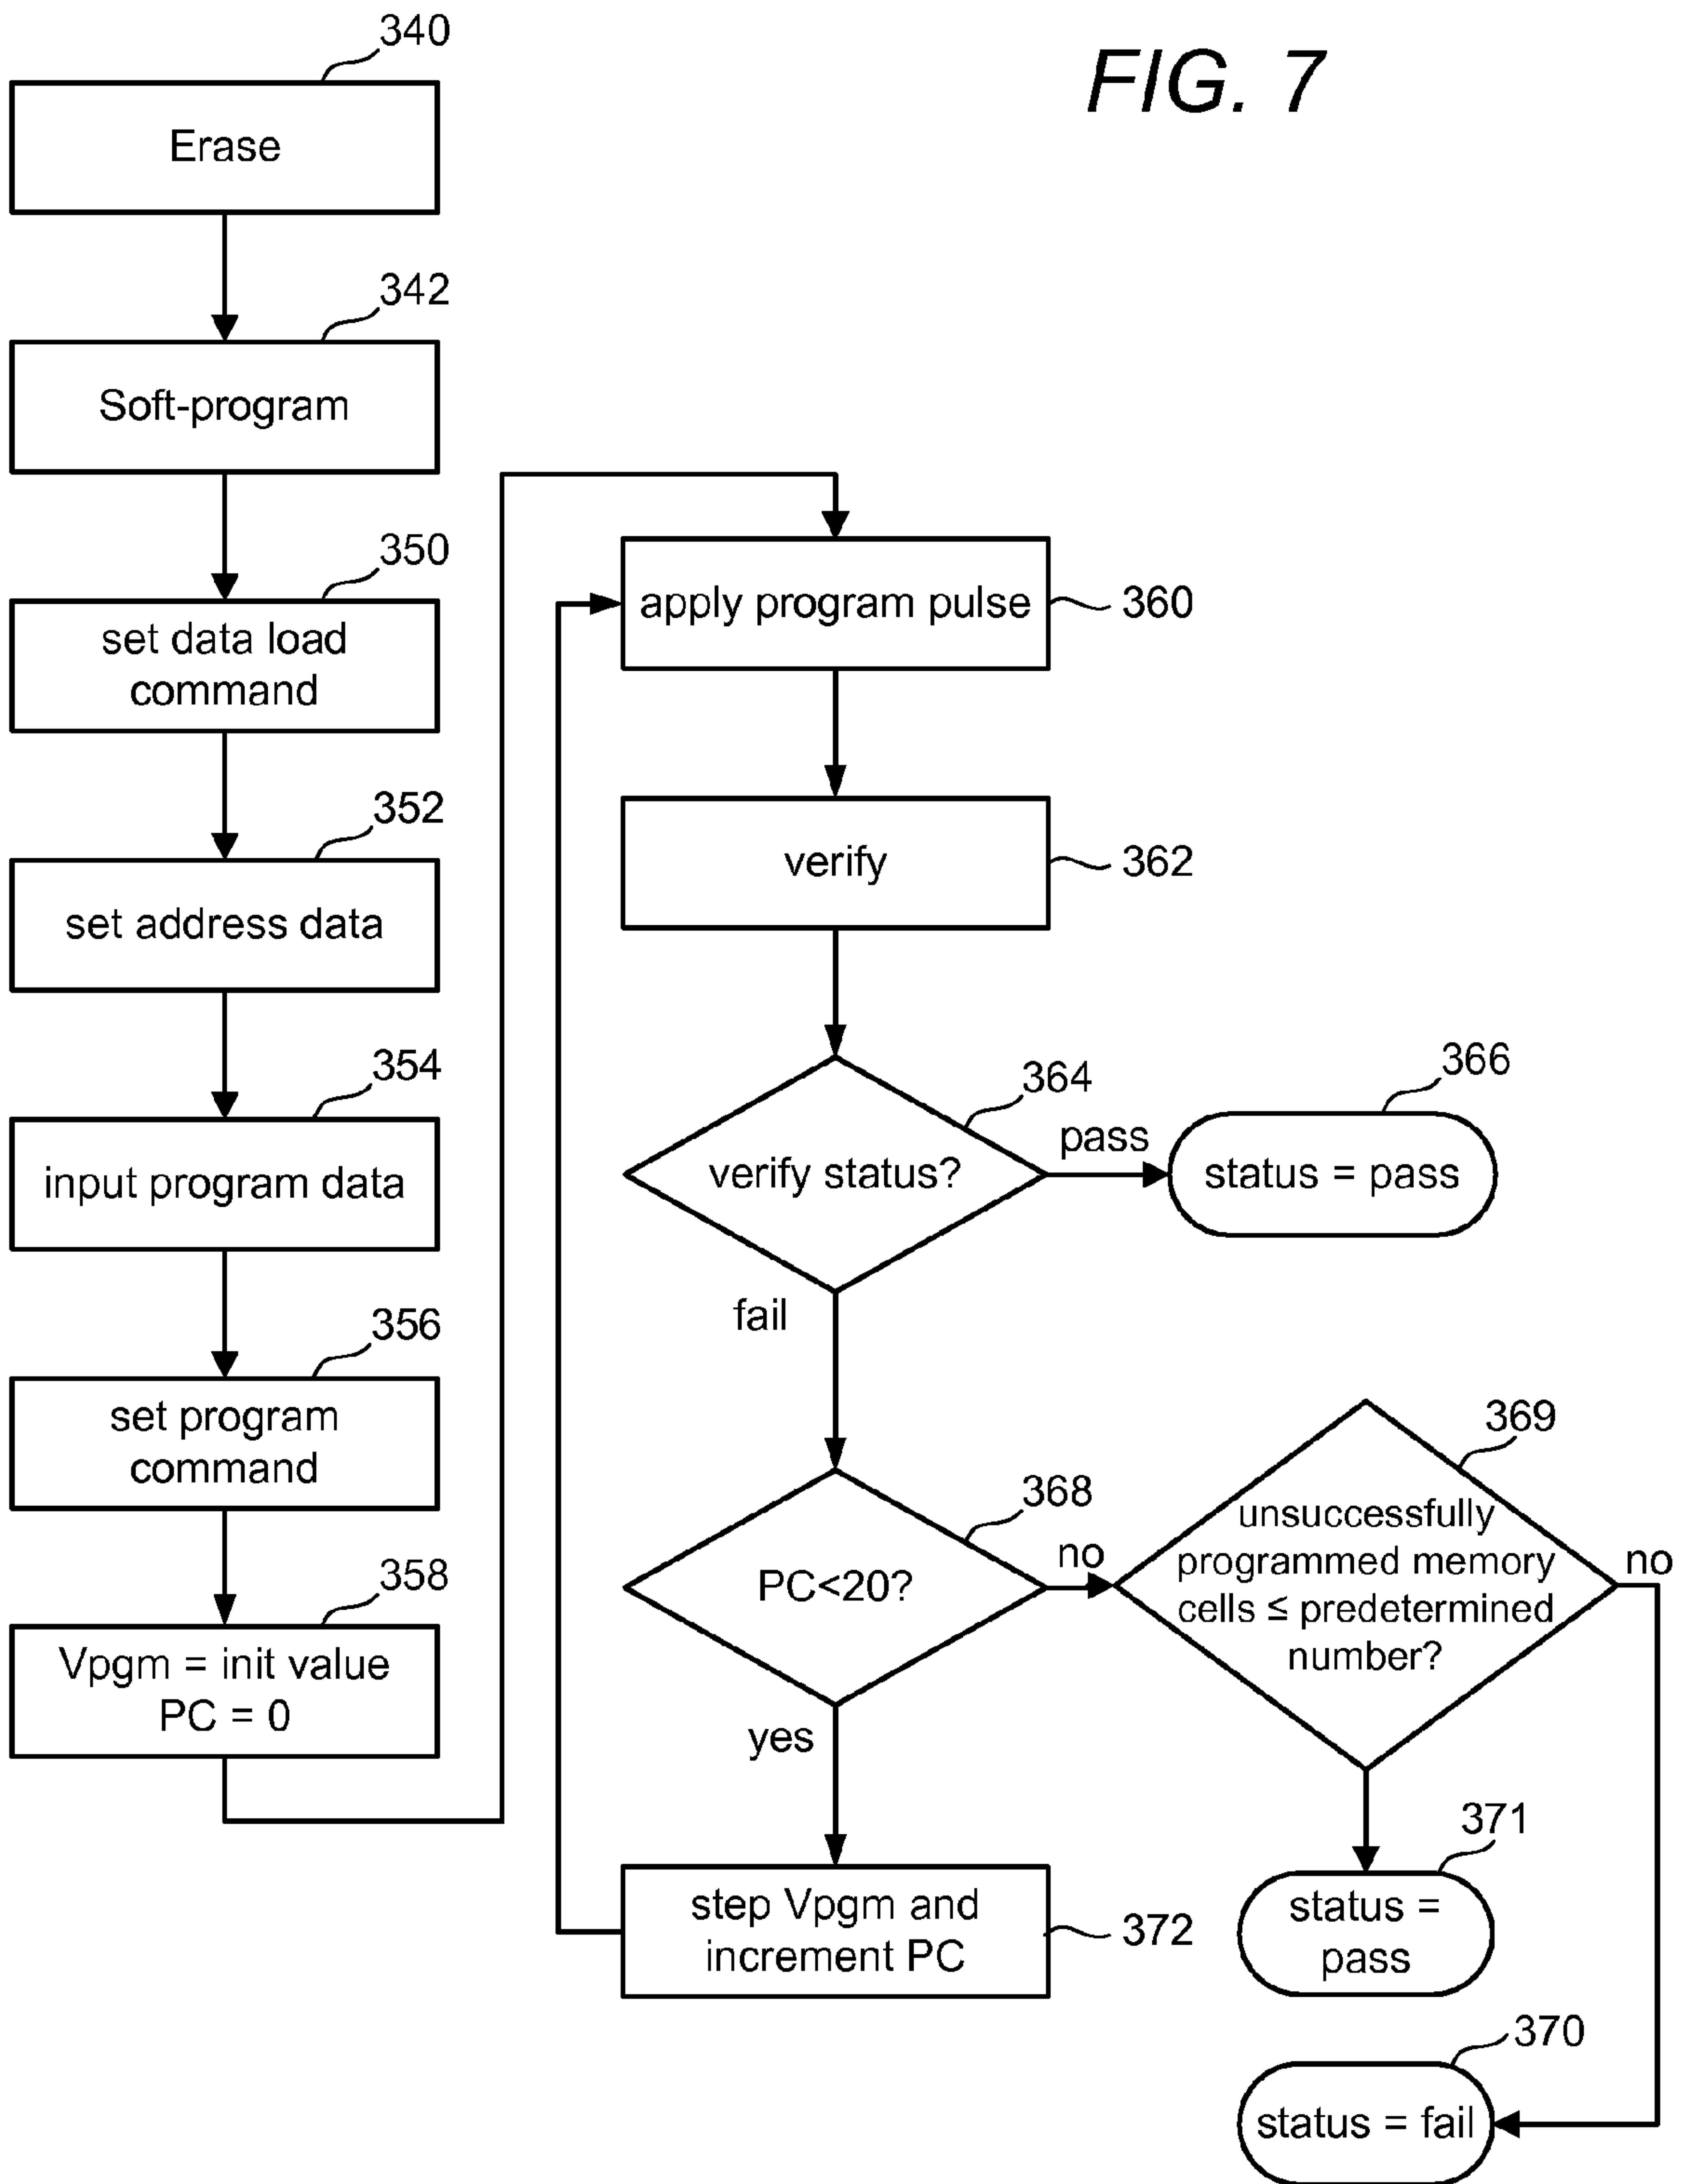 FIG. 7
340
Erase
342
Soft-program
350
set data load
command
352
set address data
354
input program data
356
set program
command
358
Vpgm = init value
PC = 0
apply program pulse
360
verify
362
364
verify status?
pass
366
status = pass
fail
368
PC<20?
no
369
unsuccessfully
programmed memory
cells ≤ predetermined
number?
no
yes
step Vpgm and
increment PC
372
371
status =
pass
370
status = fail